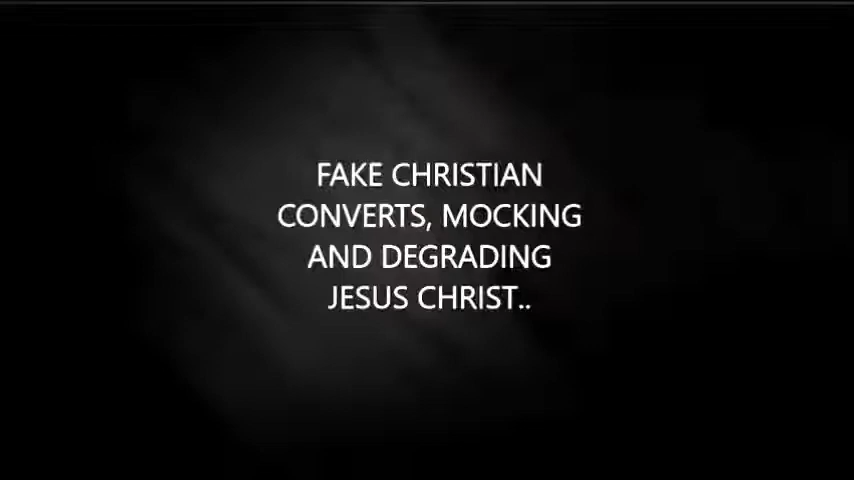 FAKE CHRISTIAN
CONVERTS, MOCKING
AND DEGRADING
JESUS CHRIST..